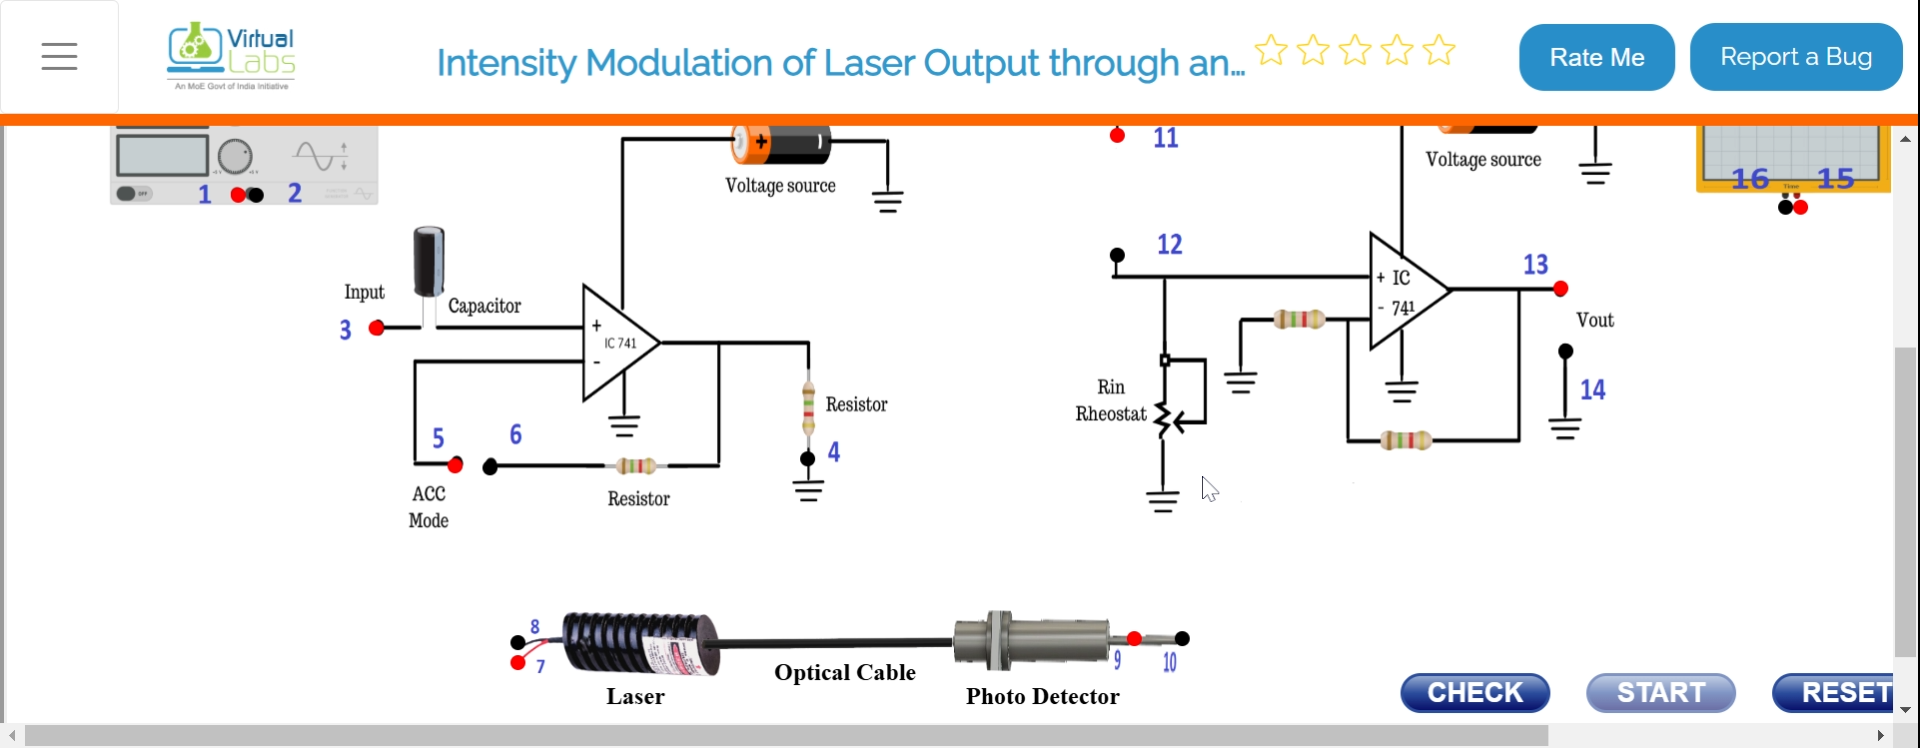 Virtual
Labs
An MoE Govt of India Initiative
Intensity Modulation of Laser Output through an...
Rate Me
Report a Bug
OFF
1
2
Voltage source
11
Voltage source
16
15
12
13
Input
3
Capacitor
+
IC 741
-
+ IC
- 741
Vout
14
Rin
Rheostat
Resistor
4
5
6
ACC
Mode
Resistor
8
7
Optical Cable
Laser
9
10
Photo Detector
CHECK
START
RESET